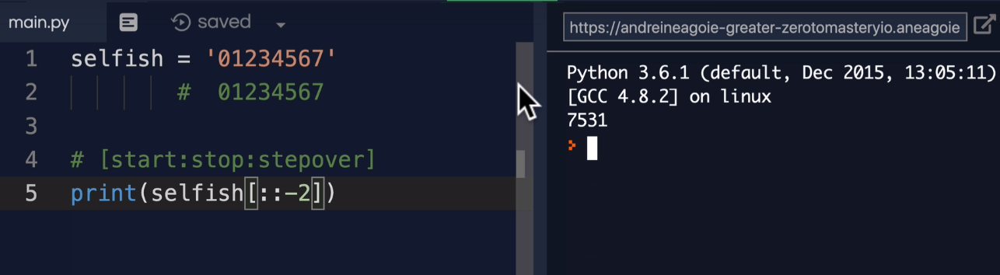 main.py saved
https://andreineagoie-greater-zerotomasteryio.aneagoie
1 selfish = '01234567'
2 # 01234567
3
4 # [start:stop:stepover]
5 print(selfish[::-2])
Python 3.6.1 (default, Dec 2015, 13:05:11)
[GCC 4.8.2] on linux
7531